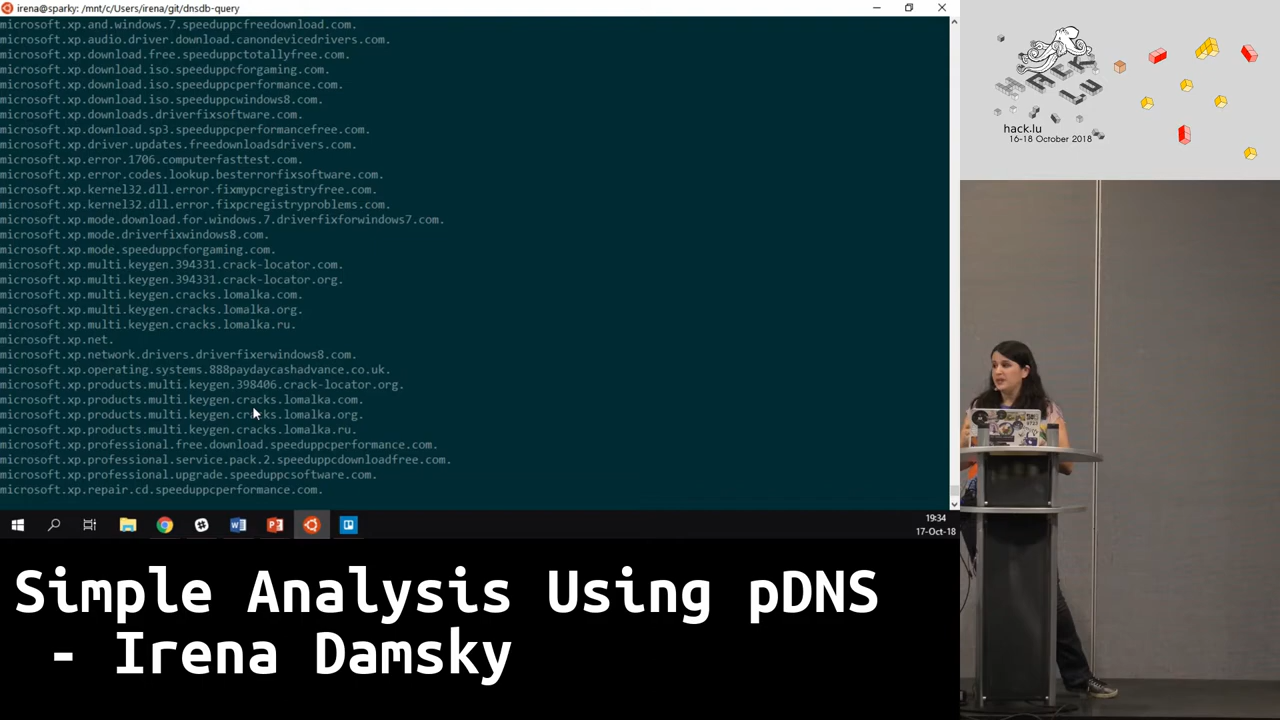 irena@sparky: /mnt/c/Users/irena/git/dnsdb-query
microsoft.xp.and.windows.7.speeduppcfreedownload.com.
microsoft.xp.audio.driver.download.canondevicedrivers.com.
microsoft.xp.download.free.speeduppctotallyfree.com.
microsoft.xp.download.iso.speeduppcforgaming.com.
microsoft.xp.download.iso.speeduppcperformance.com.
microsoft.xp.download.iso.speeduppcwindows8.com.
microsoft.xp.downloads.driverfixsoftware.com.
microsoft.xp.download.sp3.speeduppcperformancefree.com.
microsoft.xp.driver.updates.freedownloadsdrivers.com.
microsoft.xp.error.1706.computerfasttest.com.
microsoft.xp.error.codes.lookup.besterrorfixsoftware.com.
microsoft.xp.kernel32.dll.error.fixmypcregistryfree.com.
microsoft.xp.kernel32.dll.error.fixpcregistryproblems.com.
microsoft.xp.mode.download.for.windows.7.driverfixforwindows7.com.
microsoft.xp.mode.driverfixwindows8.com.
microsoft.xp.mode.speeduppcforgaming.com.
microsoft.xp.multi.keygen.394331.crack-locator.com.
microsoft.xp.multi.keygen.394331.crack-locator.org.
microsoft.xp.multi.keygen.cracks.lomalka.com.
microsoft.xp.multi.keygen.cracks.lomalka.org.
microsoft.xp.multi.keygen.cracks.lomalka.ru.
microsoft.xp.net.
microsoft.xp.network.drivers.driverfixerwindows8.com.
microsoft.xp.operating.systems.888paydaycashadvance.co.uk.
microsoft.xp.products.multi.keygen.398406.crack-locator.org.
microsoft.xp.products.multi.keygen.cracks.lomalka.com.
microsoft.xp.products.multi.keygen.cracks.lomalka.org.
microsoft.xp.products.multi.keygen.cracks.lomalka.ru.
microsoft.xp.professional.free.download.speeduppcperformance.com.
microsoft.xp.professional.service.pack.2.speeduppcdownloadfree.com.
microsoft.xp.professional.upgrade.speeduppcsoftware.com.
microsoft.xp.repair.cd.speeduppcperformance.com.
19:34
17-Oct-18
HACK
LU
hack.lu
16-18 October 2018
Simple Analysis Using pDNS
- Irena Damsky